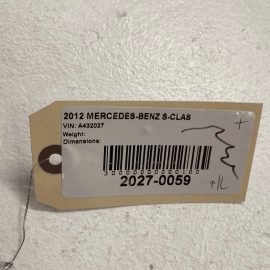 2012 MERCEDES-BENZ S-CLAS
VIN: A432027
Weight:
Dimensions:
2027-0059